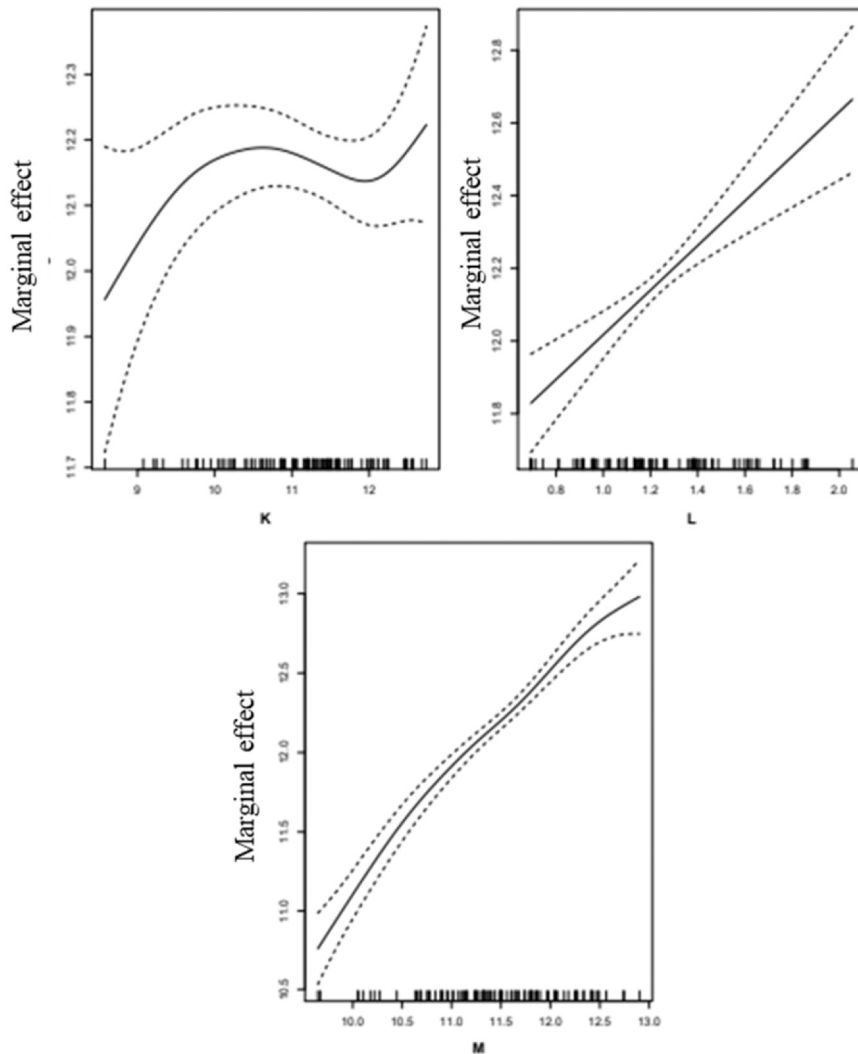 Marginal effect
11.7 11.8 11.9 12.0 12.1 12.2 12.3
9 10 11 12
K
Marginal effect
11.8 12.0 12.2 12.4 12.6 12.8
0.8 1.0 1.2 1.4 1.6 1.8 2.0
L
Marginal effect
10.5 11.0 11.5 12.0 12.5 13.0
10.0 10.5 11.0 11.5 12.0 12.5 13.0
M